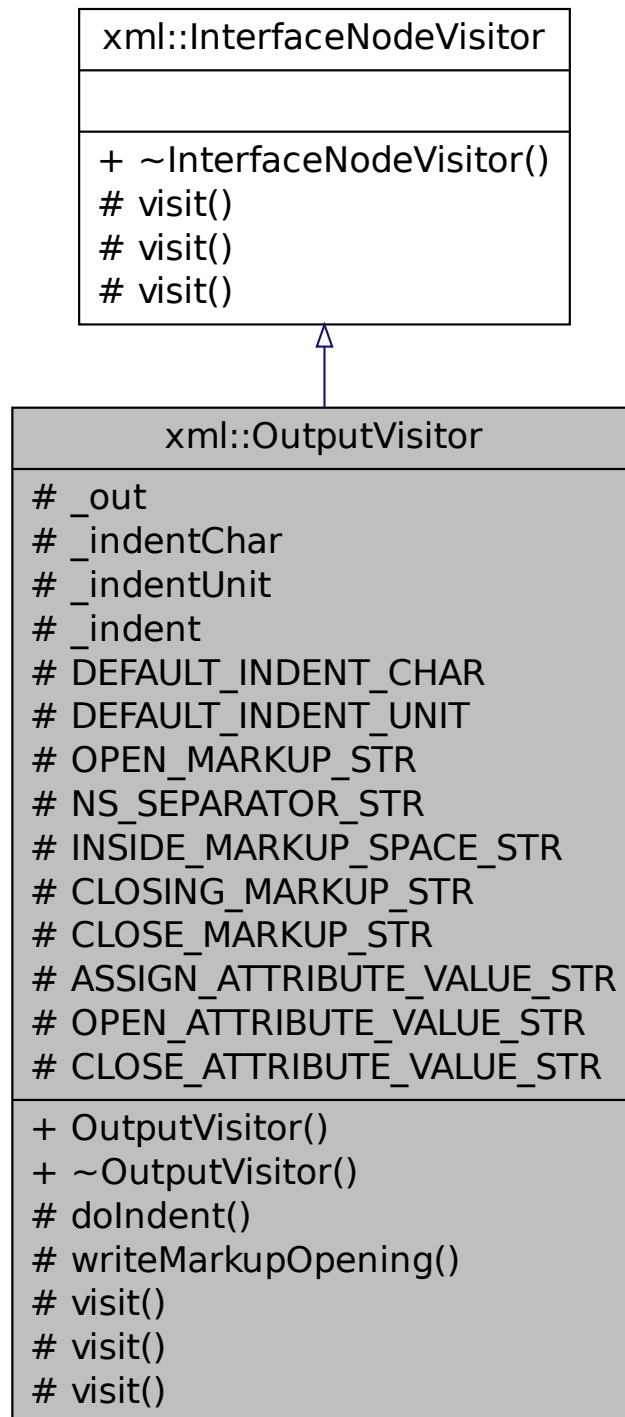 xml::InterfaceNodeVisitor
+ ~InterfaceNodeVisitor()
# visit()
# visit()
# visit()
xml::OutputVisitor
# _out
# _indentChar
# _indentUnit
# _indent
# DEFAULT_INDENT_CHAR
# DEFAULT_INDENT_UNIT
# OPEN_MARKUP_STR
# NS_SEPARATOR_STR
# INSIDE_MARKUP_SPACE_STR
# CLOSING_MARKUP_STR
# CLOSE_MARKUP_STR
# ASSIGN_ATTRIBUTE_VALUE_STR
# OPEN_ATTRIBUTE_VALUE_STR
# CLOSE_ATTRIBUTE_VALUE_STR
+ OutputVisitor()
+ ~OutputVisitor()
# doIndent()
# writeMarkupOpening()
# visit()
# visit()
# visit()